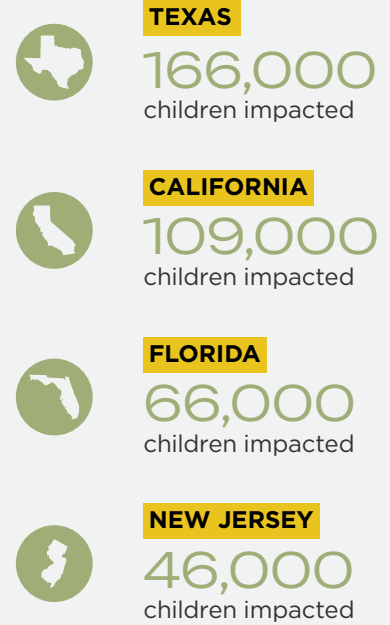 TEXAS
166,000
children impacted
CALIFORNIA
109,000
children impacted
FLORIDA
66,000
children impacted
NEW JERSEY
46,000
children impacted